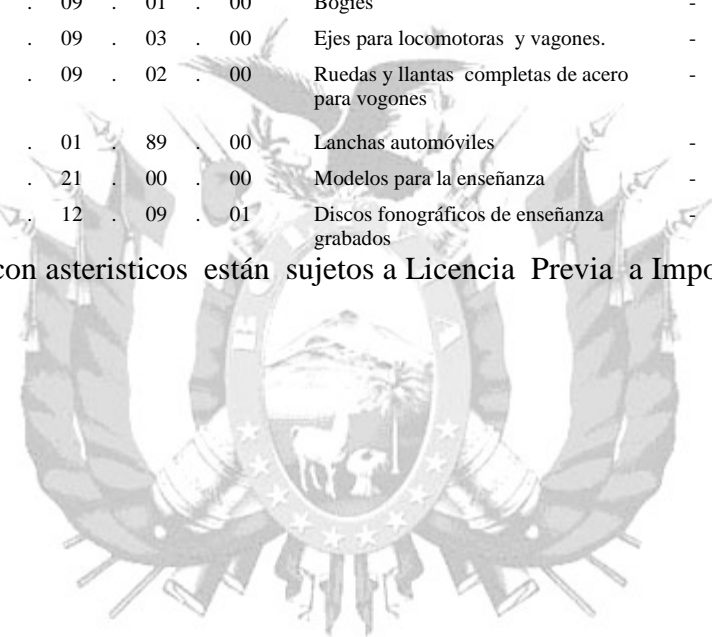 . 09 . 01 . 00 Bogies -
. 09 . 03 . 00 Ejes para locomotoras y vagones. -
. 09 . 02 . 00 Ruedas y llantas completas de acero -
para vogones
. 01 . 89 . 00 Lanchas automóviles -
. 21 . 00 . 00 Modelos para la enseñanza -
. 12 . 09 . 01 Discos fonográficos de enseñanza -
grabados
con asteristicos están sujetos a Licencia Previa a Impo